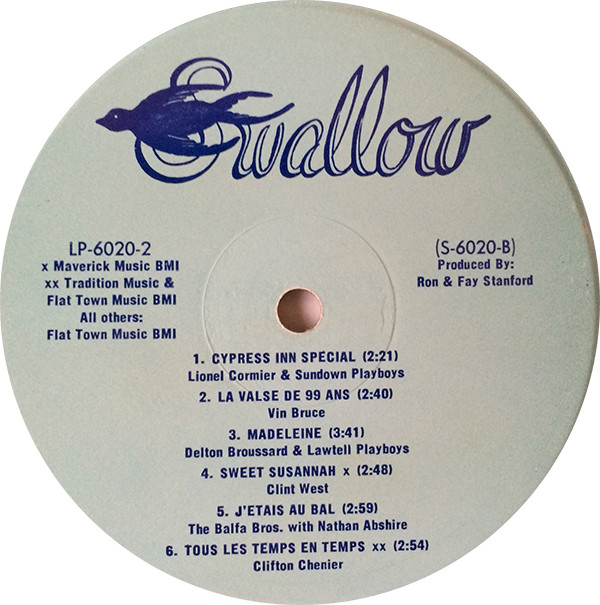 Swallow
LP-6020-2
x Maverick Music BMI
xx Tradition Music &
Flat Town Music BMI
All others:
Flat Town Music BMI
(S-6020-B)
Produced By:
Ron & Fay Stanford
1. CYPRESS INN SPECIAL (2:21)
Lionel Cormier & Sundown Playboys
2. LA VALSE DE 99 ANS (2:40)
Vin Bruce
3. MADELEINE (3:41)
Delton Broussard & Lawtell Playboys
4. SWEET SUSANNAH x (2:48)
Clint West
5. J'ETAIS AU BAL (2:59)
The Balfa Bros. with Nathan Abshire
6. TOUS LES TEMPS EN TEMPS xx (2:54)
Clifton Chenier